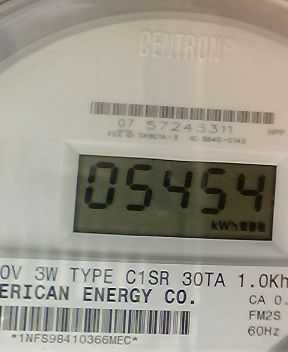 CENTRON®
07 57245311
HPP
05454
kWh
0V 3W TYPE C1SR 30TA 1.0Kh
ERICAN ENERGY CO.
CA 0.
FM2S
60Hz
*1NFS98410366MEC*